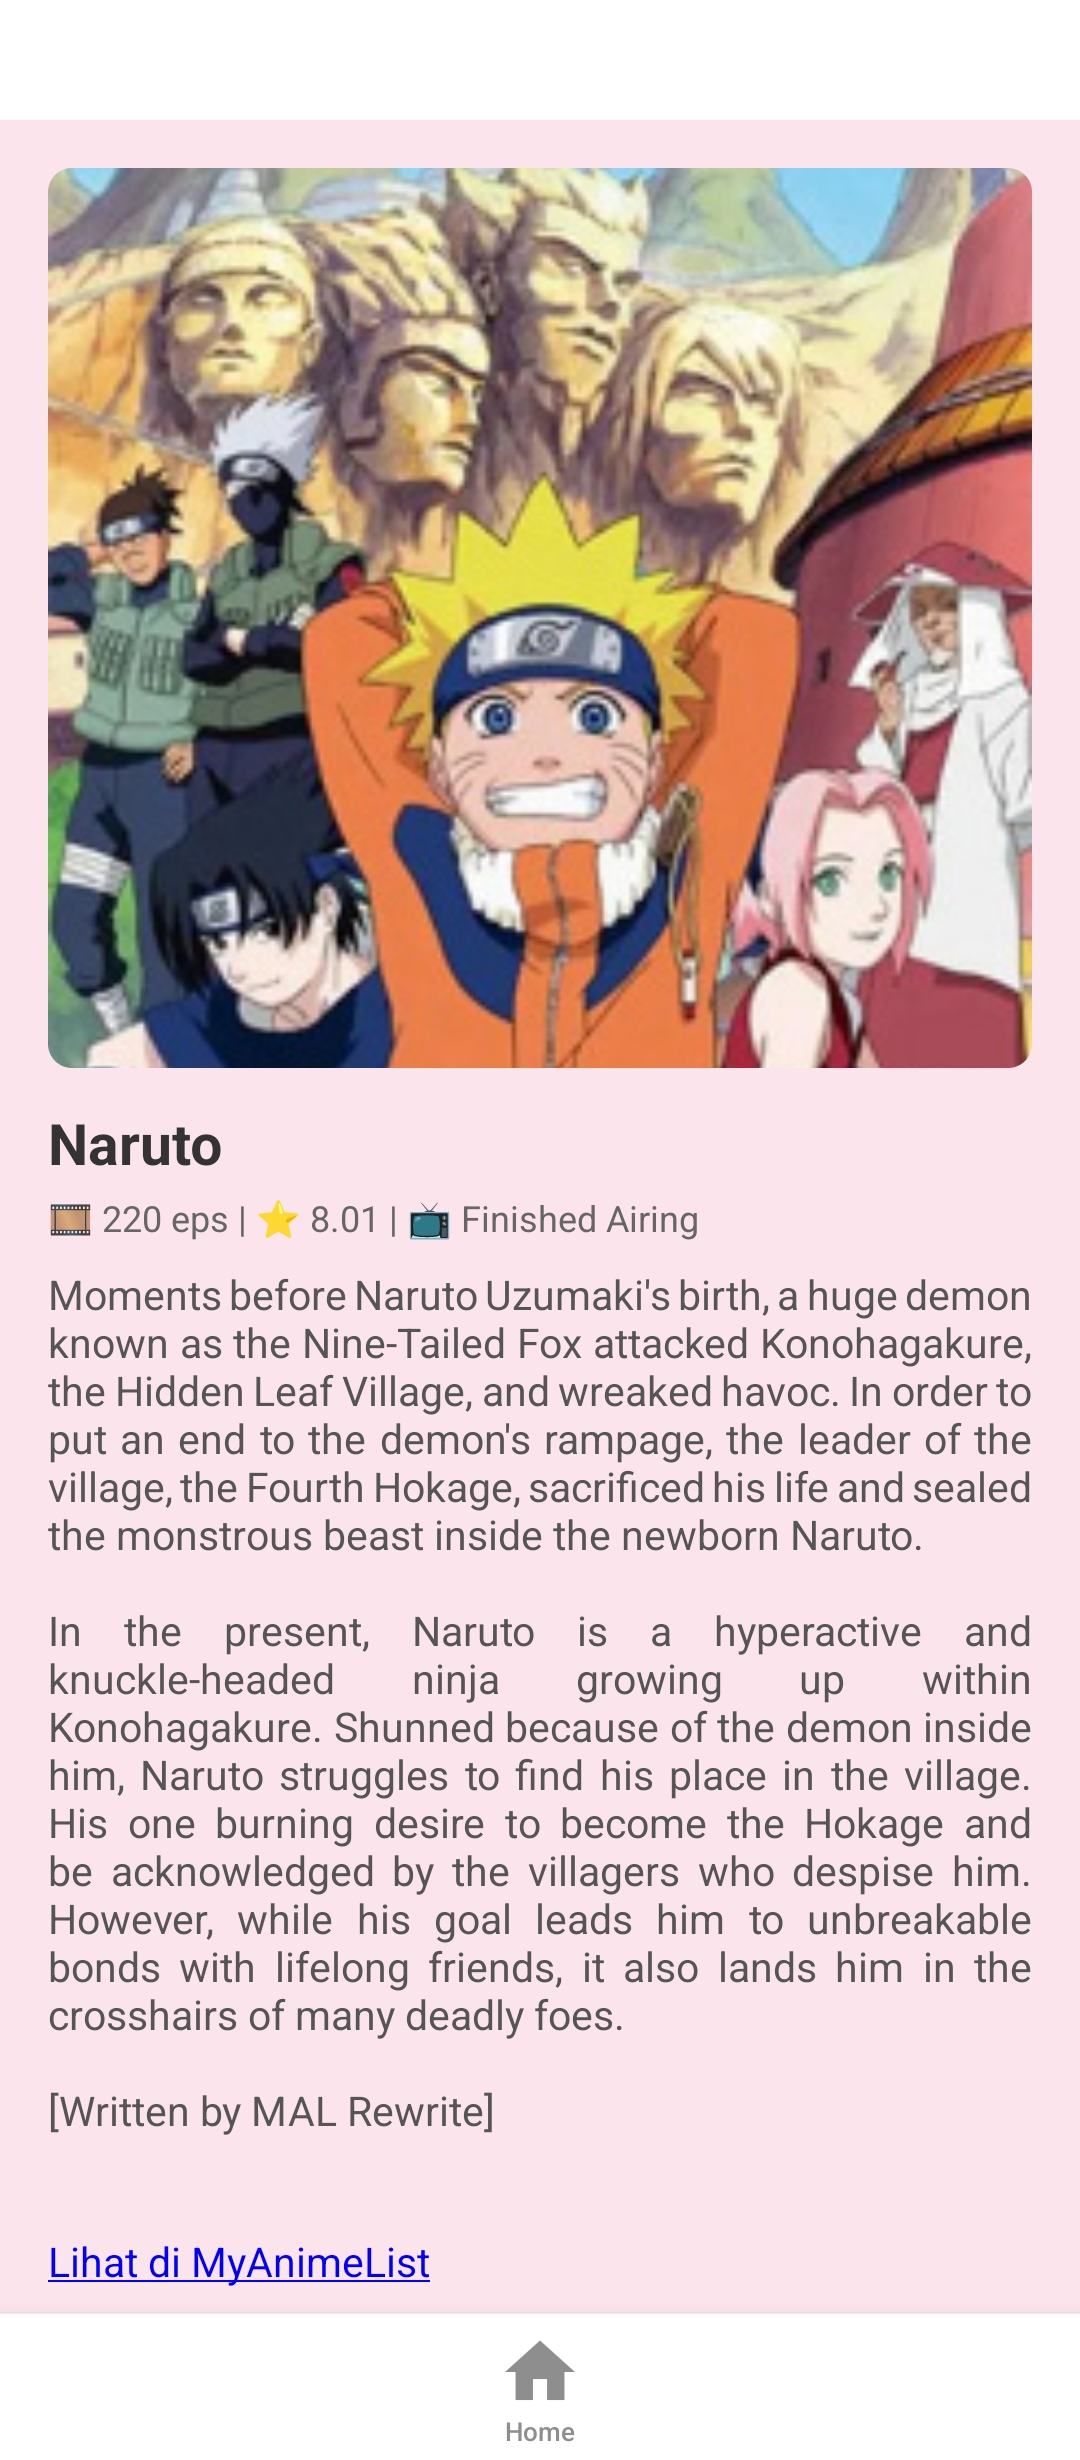 Naruto
🎞️ 220 eps | ⭐ 8.01 | 📺 Finished Airing
Moments before Naruto Uzumaki's birth, a huge demon
known as the Nine-Tailed Fox attacked Konohagakure,
the Hidden Leaf Village, and wreaked havoc. In order to
put an end to the demon's rampage, the leader of the
village, the Fourth Hokage, sacrificed his life and sealed
the monstrous beast inside the newborn Naruto.
In the present, Naruto is a hyperactive and
knuckle-headed ninja growing up within
Konohagakure. Shunned because of the demon inside
him, Naruto struggles to find his place in the village.
His one burning desire to become the Hokage and
be acknowledged by the villagers who despise him.
However, while his goal leads him to unbreakable
bonds with lifelong friends, it also lands him in the
crosshairs of many deadly foes.
[Written by MAL Rewrite]
Lihat di MyAnimeList
Home